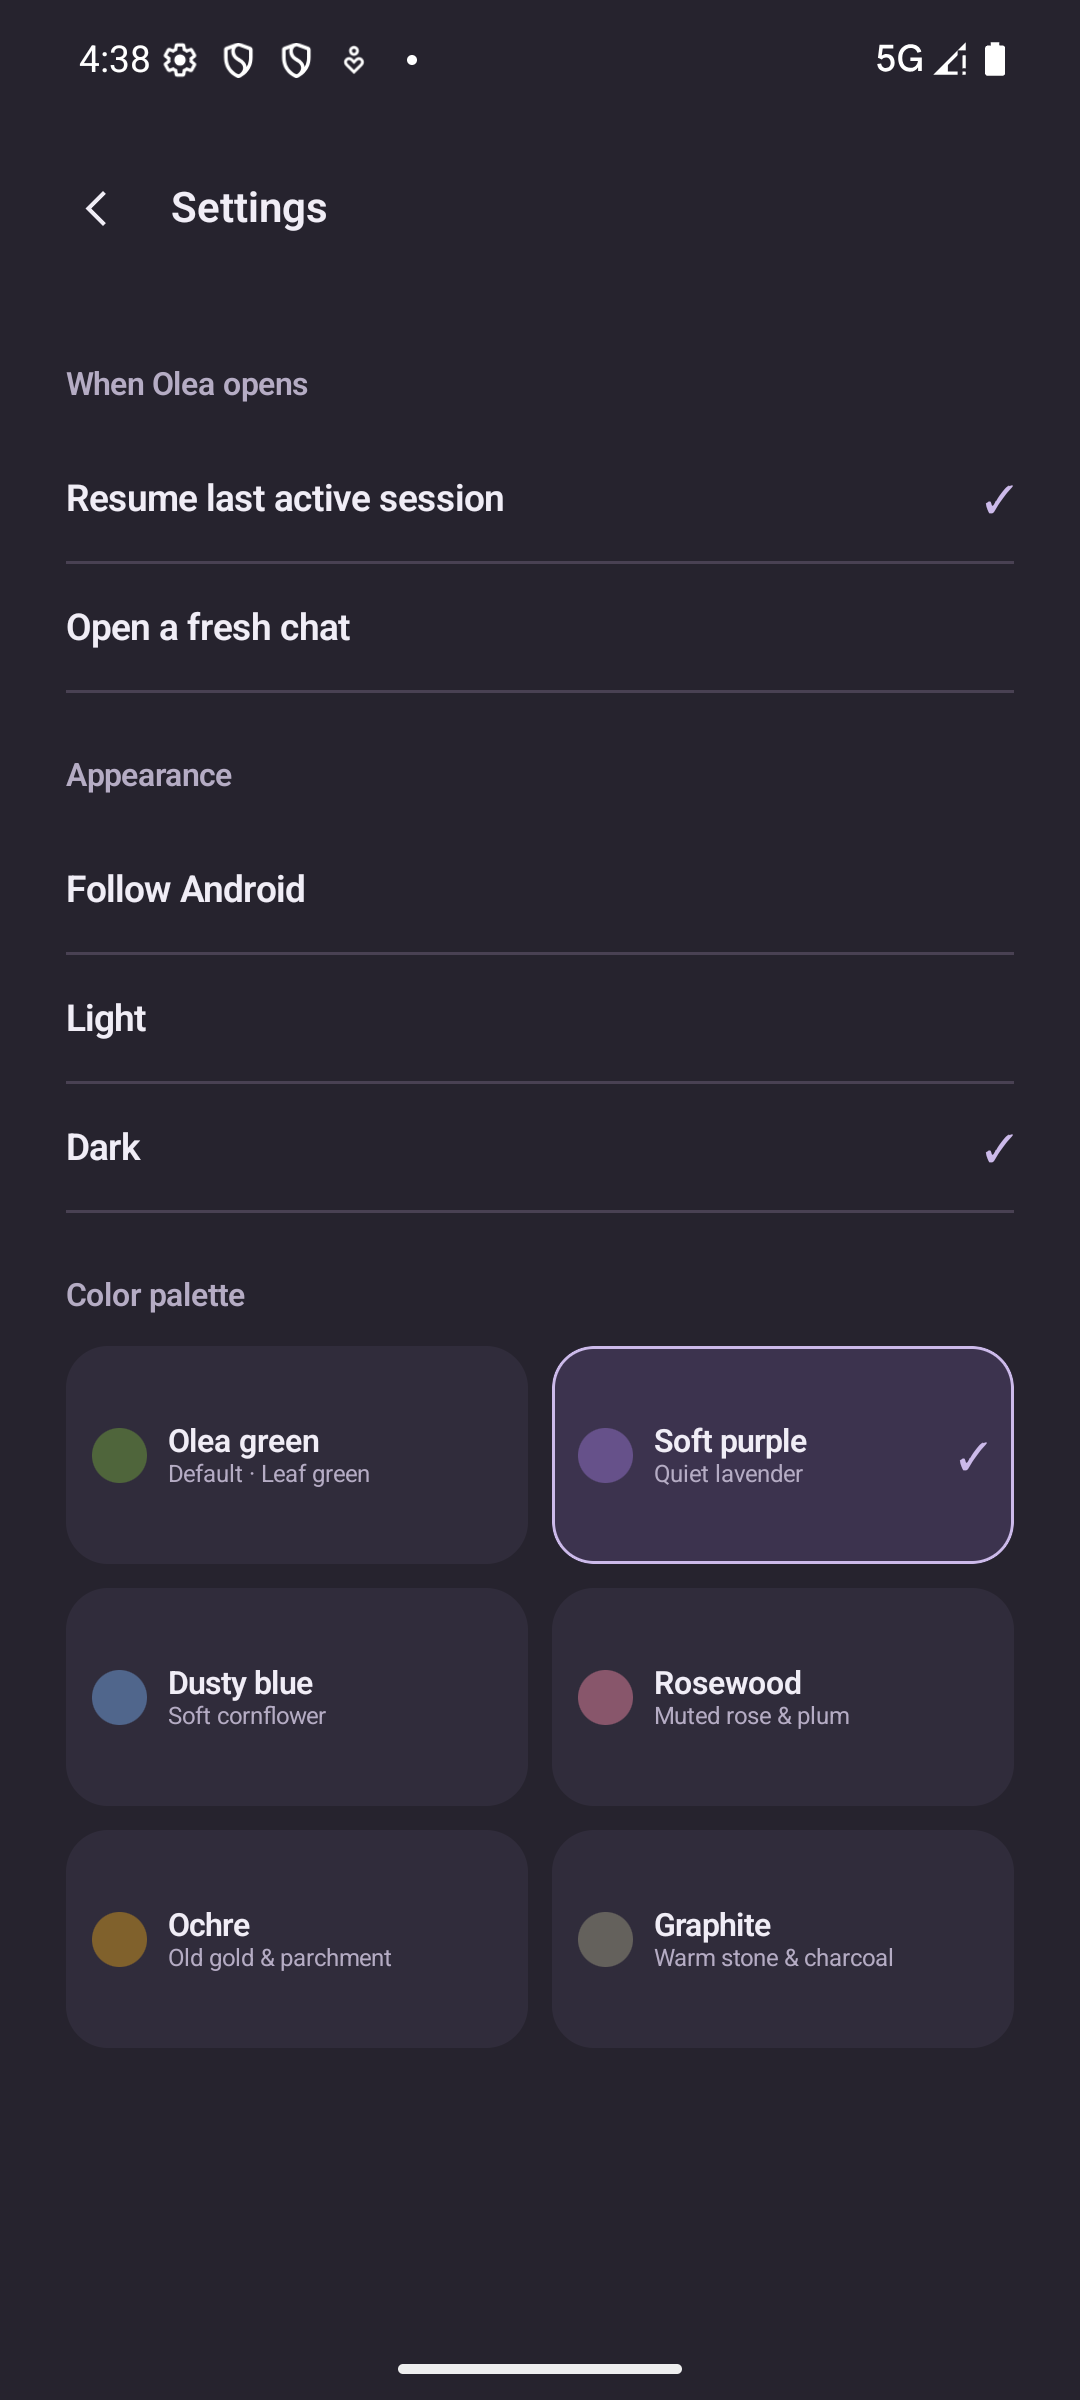 4:38
5G
Settings
When Olea opens
Resume last active session
✓
Open a fresh chat
Appearance
Follow Android
Light
Dark
✓
Color palette
Olea green
Default · Leaf green
Soft purple
Quiet lavender
✓
Dusty blue
Soft cornflower
Rosewood
Muted rose & plum
Ochre
Old gold & parchment
Graphite
Warm stone & charcoal